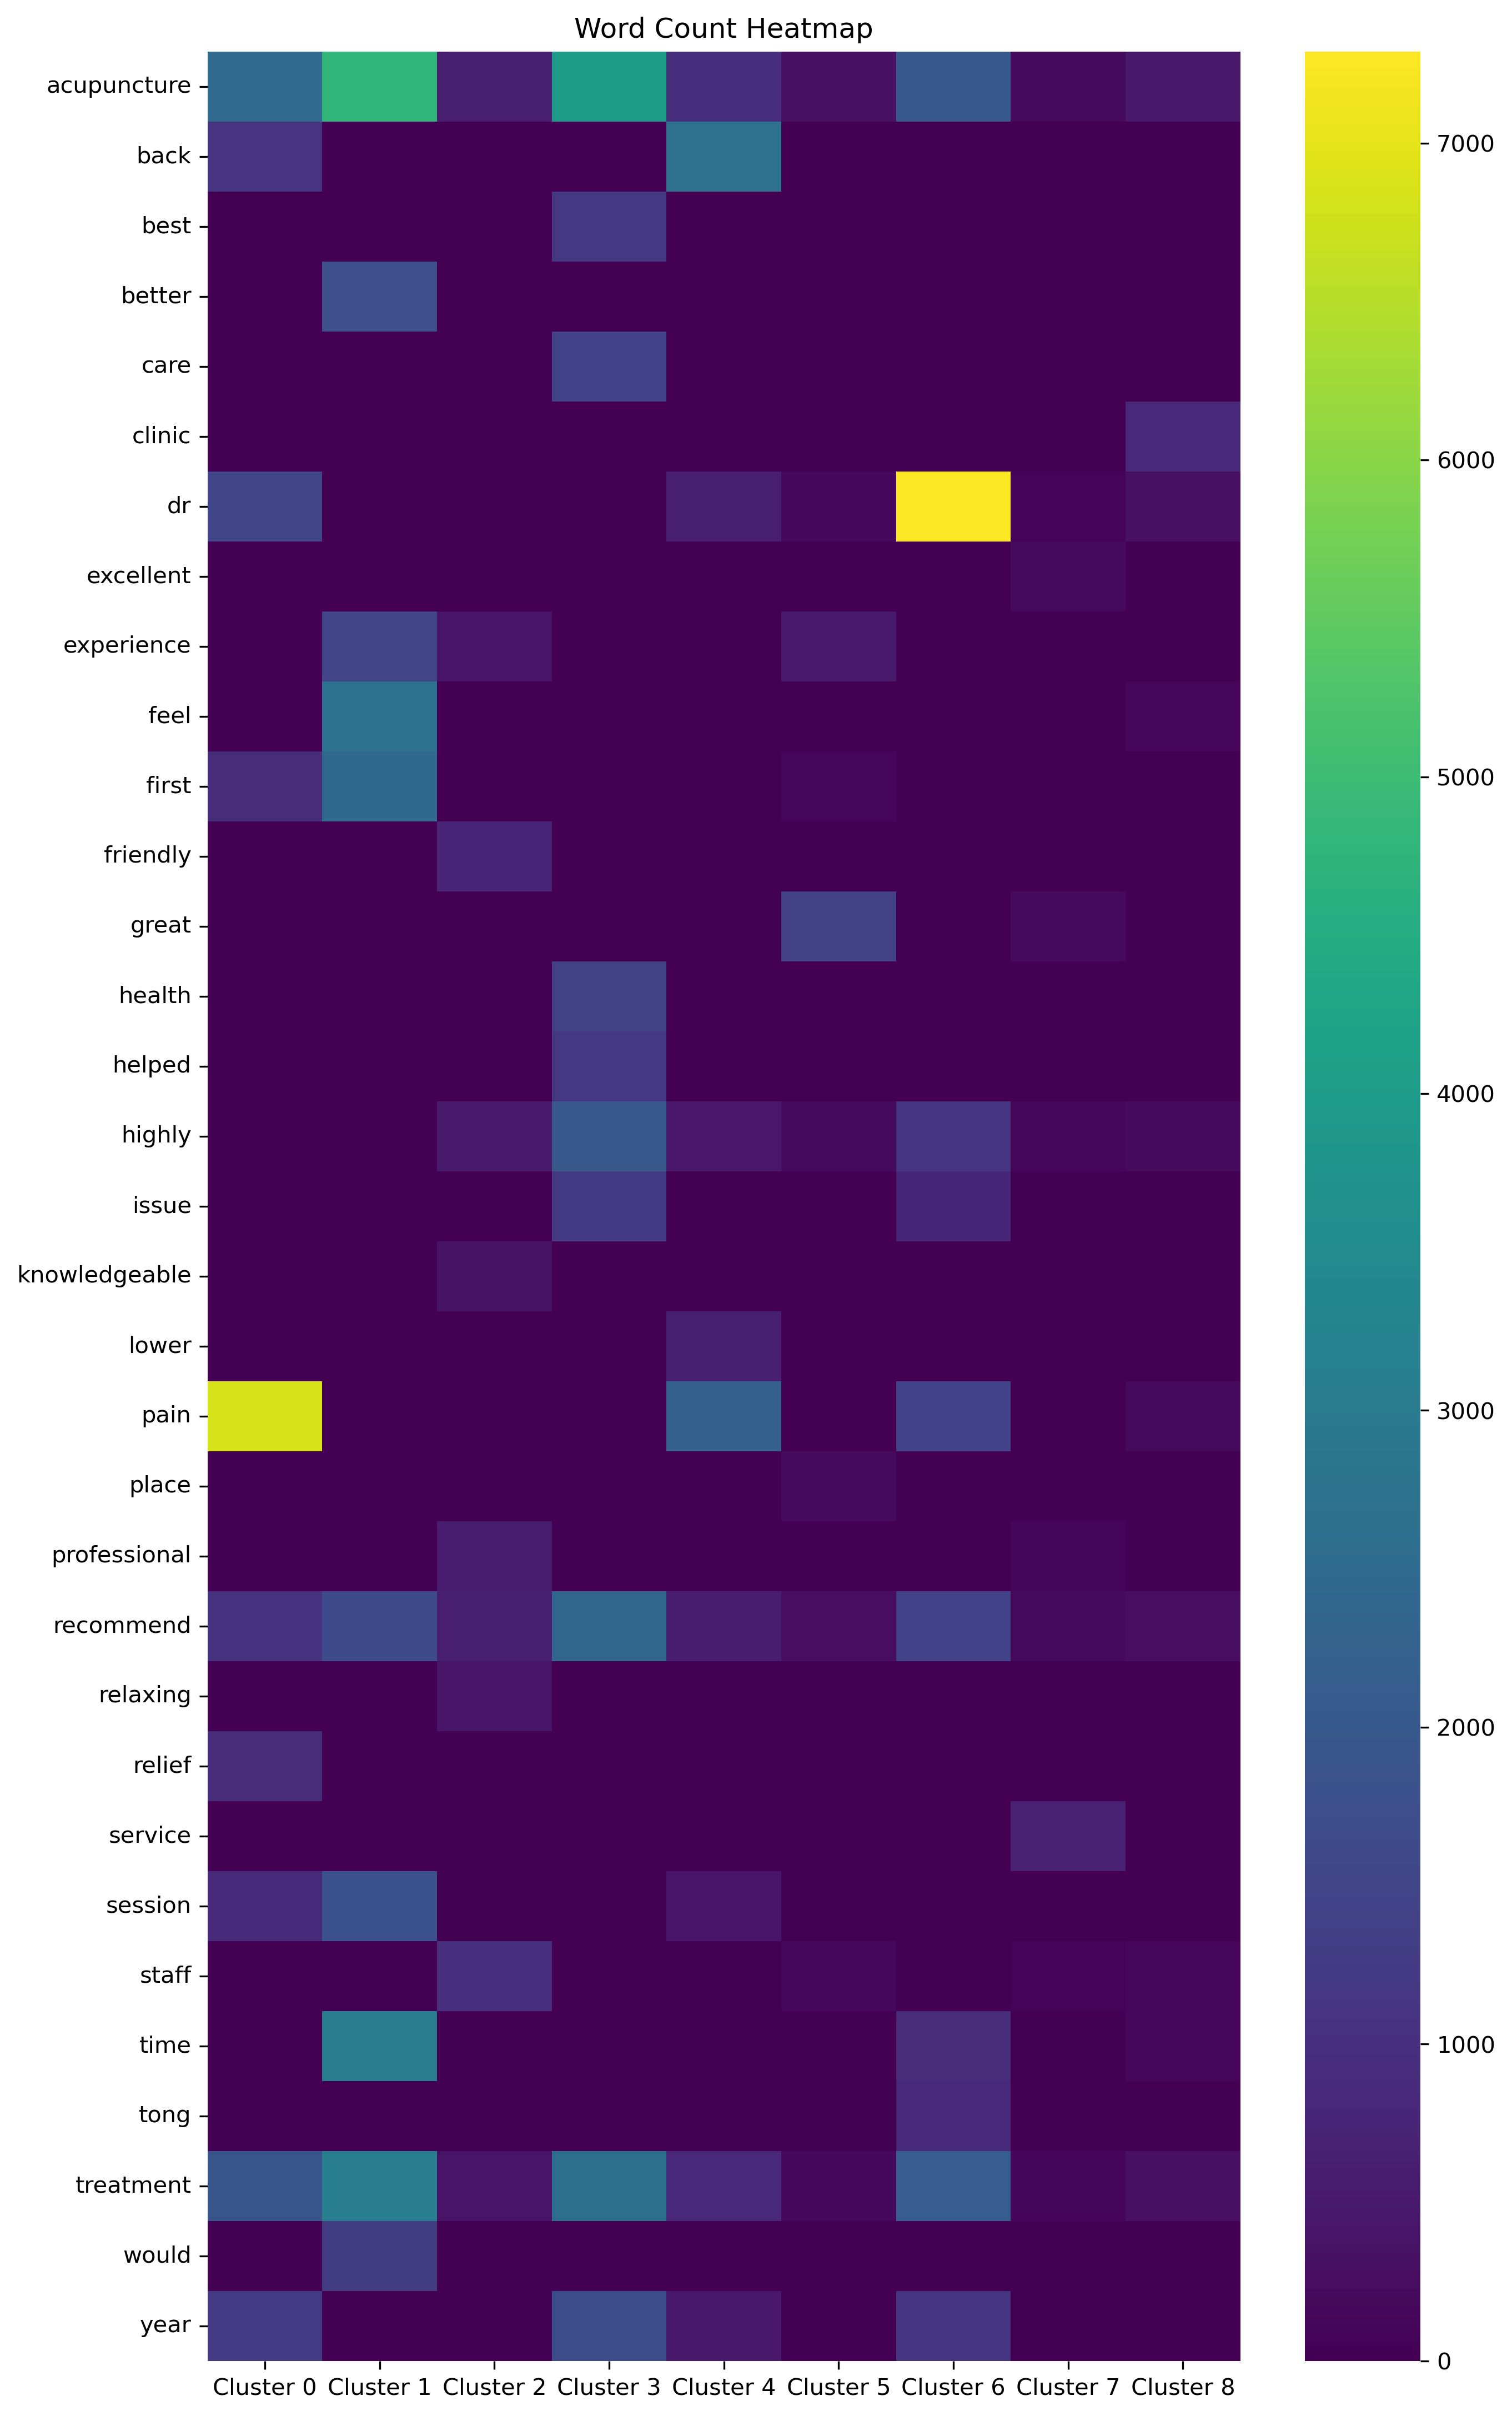 Word Count Heatmap
acupuncture
back
best
better
care
clinic
dr
excellent
experience
feel
first
friendly
great
health
helped
highly
issue
knowledgeable
lower
pain
place
professional
recommend
relaxing
relief
service
session
staff
time
tong
treatment
would
year
Cluster 0 Cluster 1 Cluster 2 Cluster 3 Cluster 4 Cluster 5 Cluster 6 Cluster 7 Cluster 8
7000
6000
5000
4000
3000
2000
1000
0